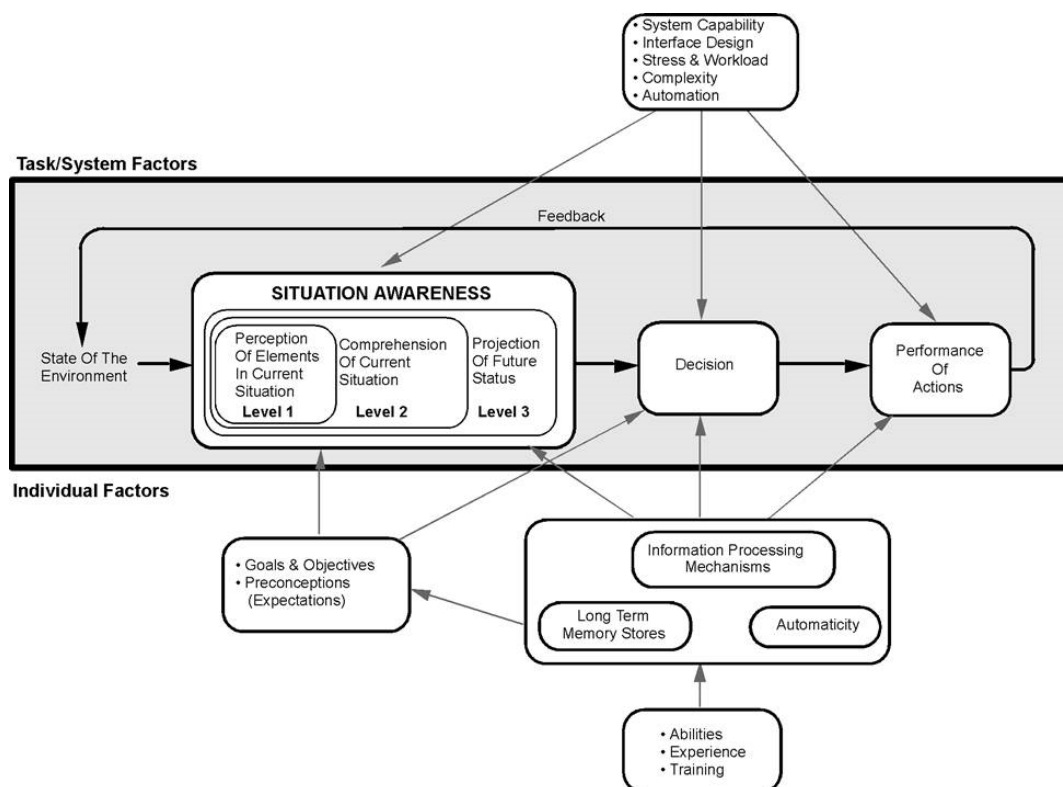 • System Capability
• Interface Design
• Stress & Workload
• Complexity
• Automation
Task/System Factors
Feedback
SITUATION AWARENESS
State Of The
Environment
Perception
Of Elements
In Current
Situation
Level 1
Comprehension
Of Current
Situation
Level 2
Projection
Of Future
Status
Level 3
Decision
Performance
Of
Actions
Individual Factors
• Goals & Objectives
• Preconceptions
(Expectations)
Information Processing
Mechanisms
Long Term
Memory Stores
Automaticity
• Abilities
• Experience
• Training